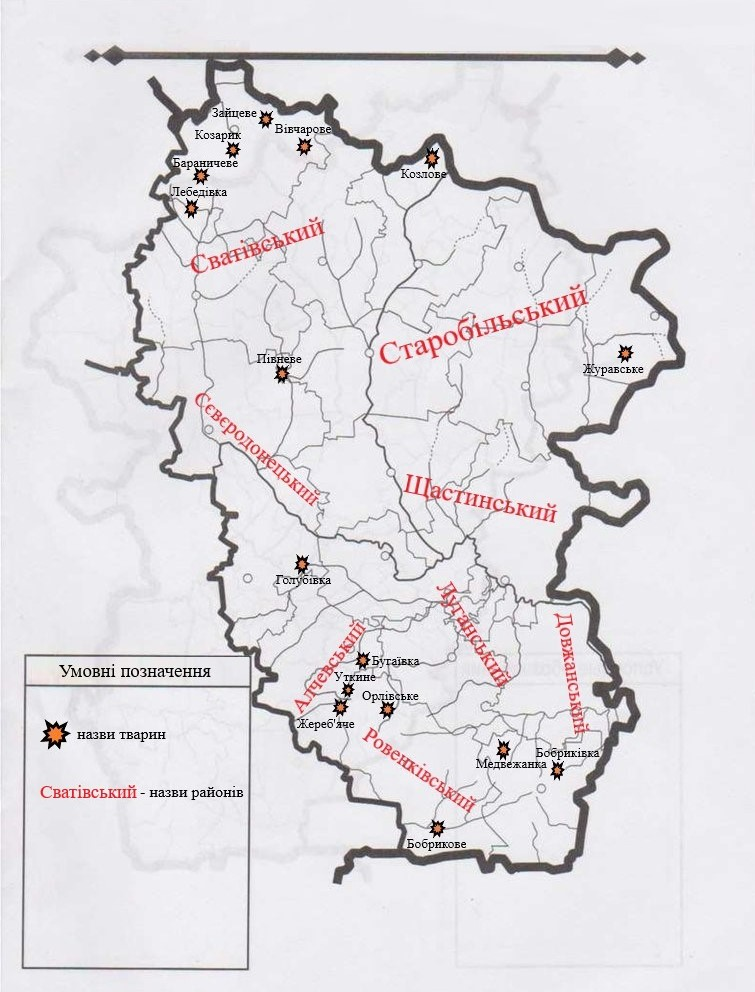 Зайцеве
Вівчарове
Козарик
Бараничеве
Козлове
Лебедівка
Сватівський
Старобільський
Півневе
Журавське
Сєвєродонецький
Щастинський
Голубівка
Луганський
Довжанський
Алчевський
Бугаївка
Уткине
Орлівське
Жереб'яче
Ровенківський
Медвежанка
Бобриківка
Бобрикове
Умовні позначення
назви тварин
Сватівський - назви районів